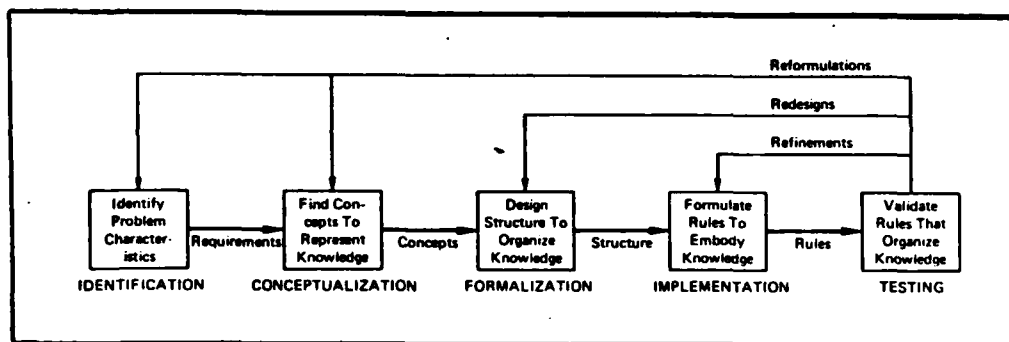 Reformulations
Redesigns
Refinements
Identify
Problem
Character-
istics
Requirements
Find Con-
cepts To
Represent
Knowledge
Concepts
Design
Structure To
Organize
Knowledge
Structure
Formulate
Rules To
Embody
Knowledge
Rules
Validate
Rules That
Organize
Knowledge
IDENTIFICATION
CONCEPTUALIZATION
FORMALIZATION
IMPLEMENTATION
TESTING